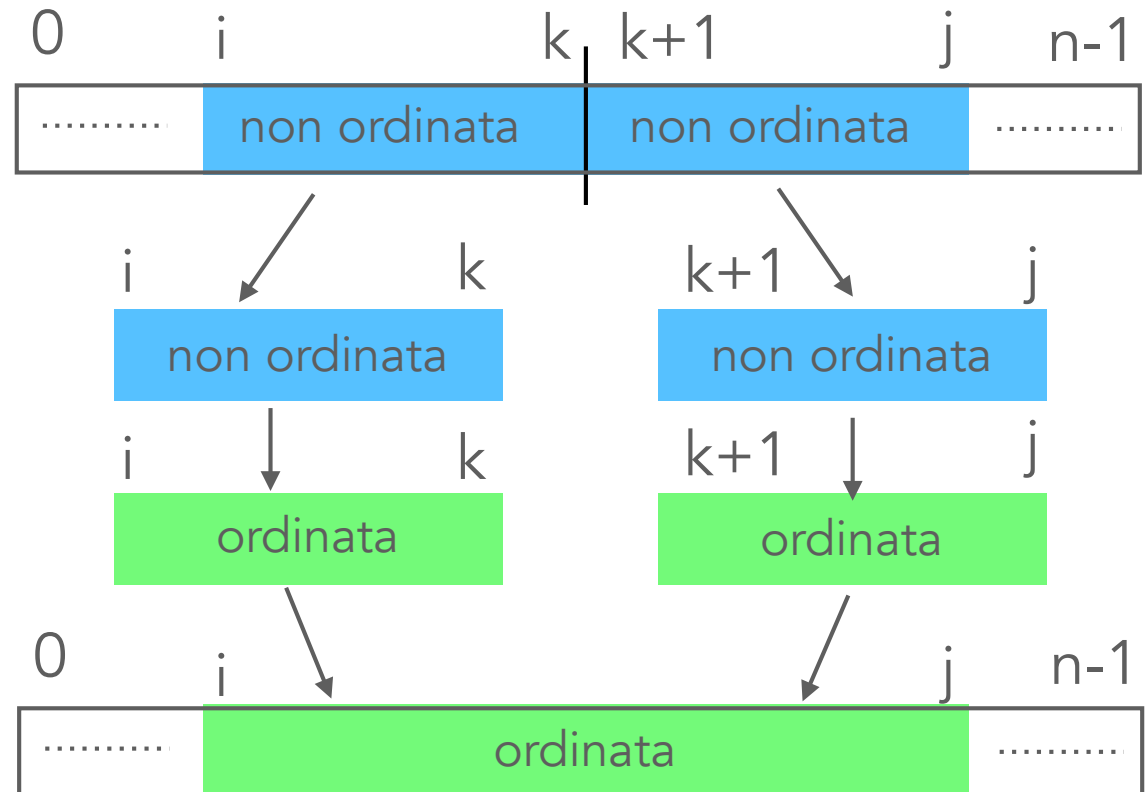 0 i k k+1 j n-1
........... non ordinata non ordinata ...........
i k k+1 j
non ordinata non ordinata
i k k+1 j
ordinata ordinata
0 i j n-1
........... ordinata ...........